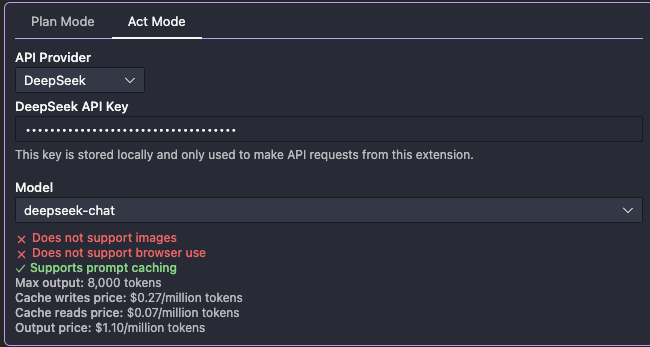 Plan Mode Act Mode
API Provider
DeepSeek
DeepSeek API Key
••••••••••••••••••••••••••••••••••••
This key is stored locally and only used to make API requests from this extension.
Model
deepseek-chat
Does not support images
Does not support browser use
Supports prompt caching
Max output: 8,000 tokens
Cache writes price: $0.27/million tokens
Cache reads price: $0.07/million tokens
Output price: $1.10/million tokens